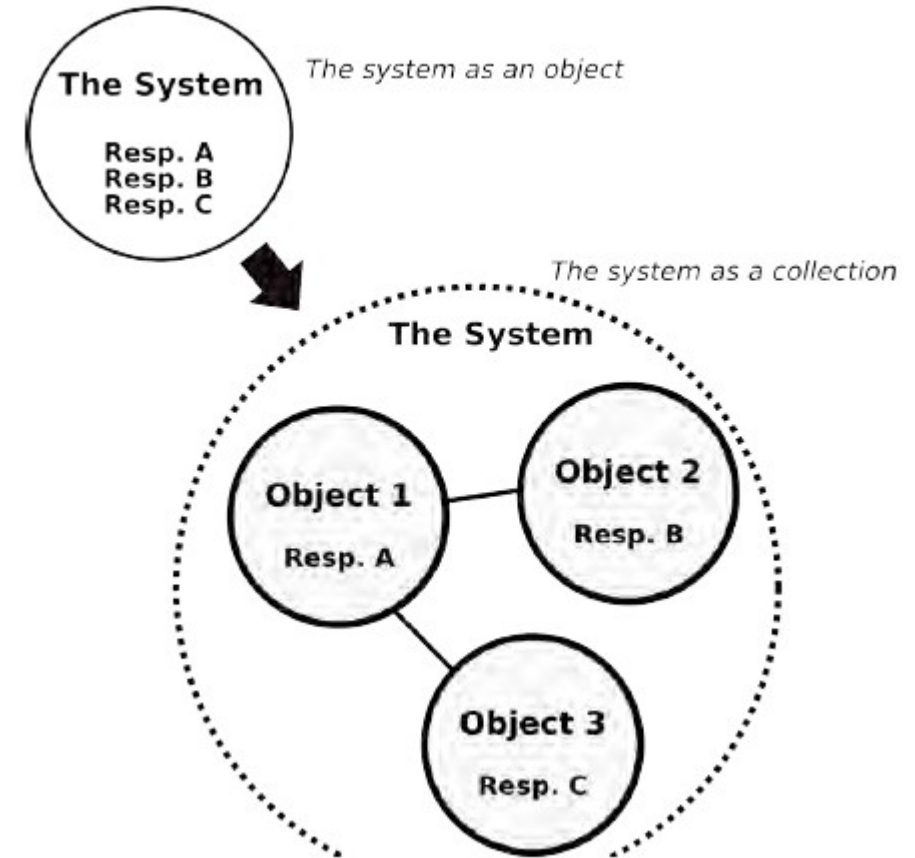 The System
The system as an object
Resp. A
Resp. B
Resp. C
The system as a collection
The System
Object 1
Resp. A
Object 2
Resp. B
Object 3
Resp. C